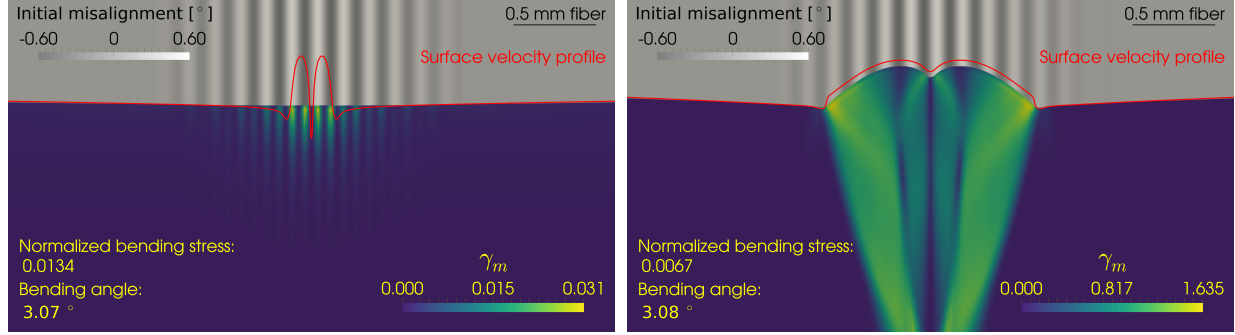 Initial misalignment [°]
0.5 mm fiber
-0.60 0 0.60
Surface velocity profile
Normalized bending stress:
0.0134
Bending angle:
3.07 °
γm
0.000 0.015 0.031
Initial misalignment [°]
0.5 mm fiber
-0.60 0 0.60
Surface velocity profile
Normalized bending stress:
0.0067
Bending angle:
3.08 °
γm
0.000 0.817 1.635